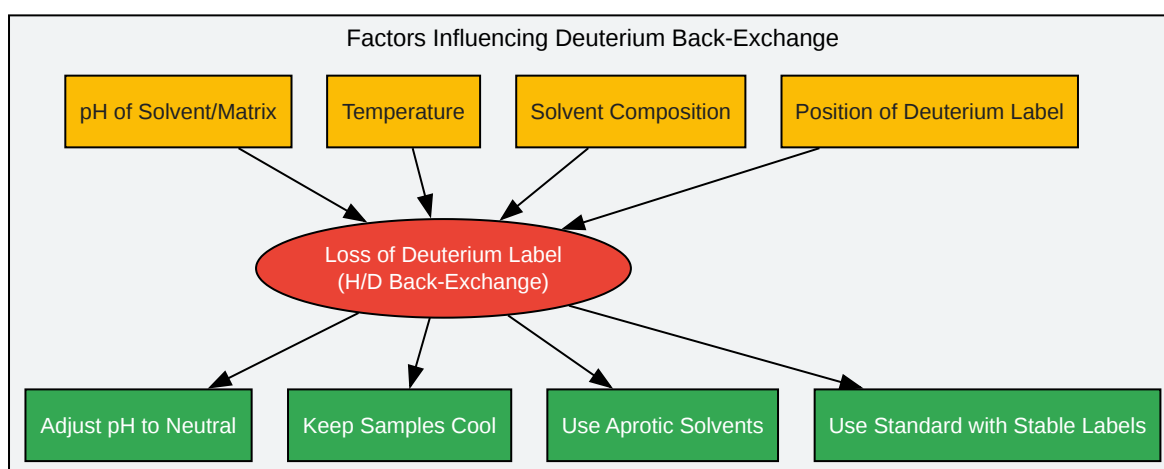 Factors Influencing Deuterium Back-Exchange
pH of Solvent/Matrix
Temperature
Solvent Composition
Position of Deuterium Label
Loss of Deuterium Label
(H/D Back-Exchange)
Adjust pH to Neutral
Keep Samples Cool
Use Aprotic Solvents
Use Standard with Stable Labels